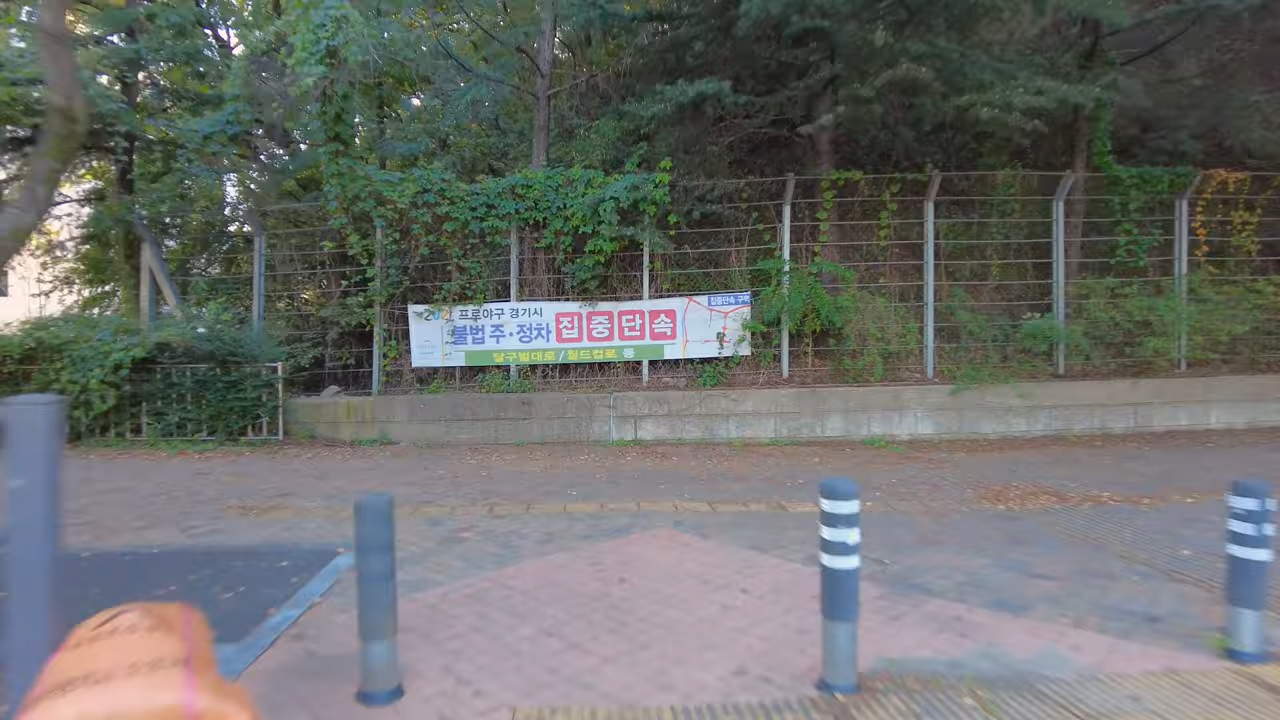 프로야구 경기시
불법 주·정차 집중단속
달구벌대로/월드컵로 등
집중단속 구역